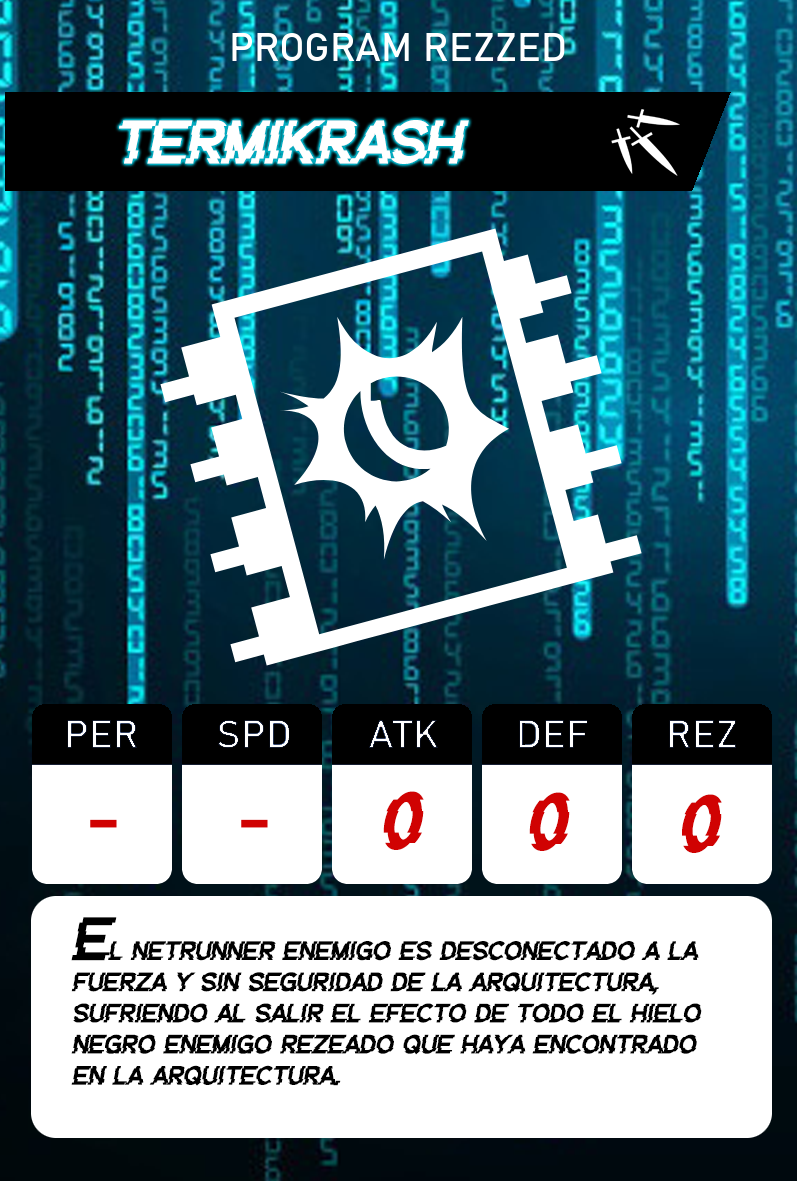 PROGRAM REZZED
TERMIKRASH
PER SPD ATK DEF REZ
- - 0 0 0
EL NETRUNNER ENEMIGO ES DESCONECTADO A LA
FUERZA Y SIN SEGURIDAD DE LA ARQUITECTURA,
SUFRIENDO AL SALIR EL EFECTO DE TODO EL HIELO
NEGRO ENEMIGO REZEADO QUE HAYA ENCONTRADO
EN LA ARQUITECTURA.